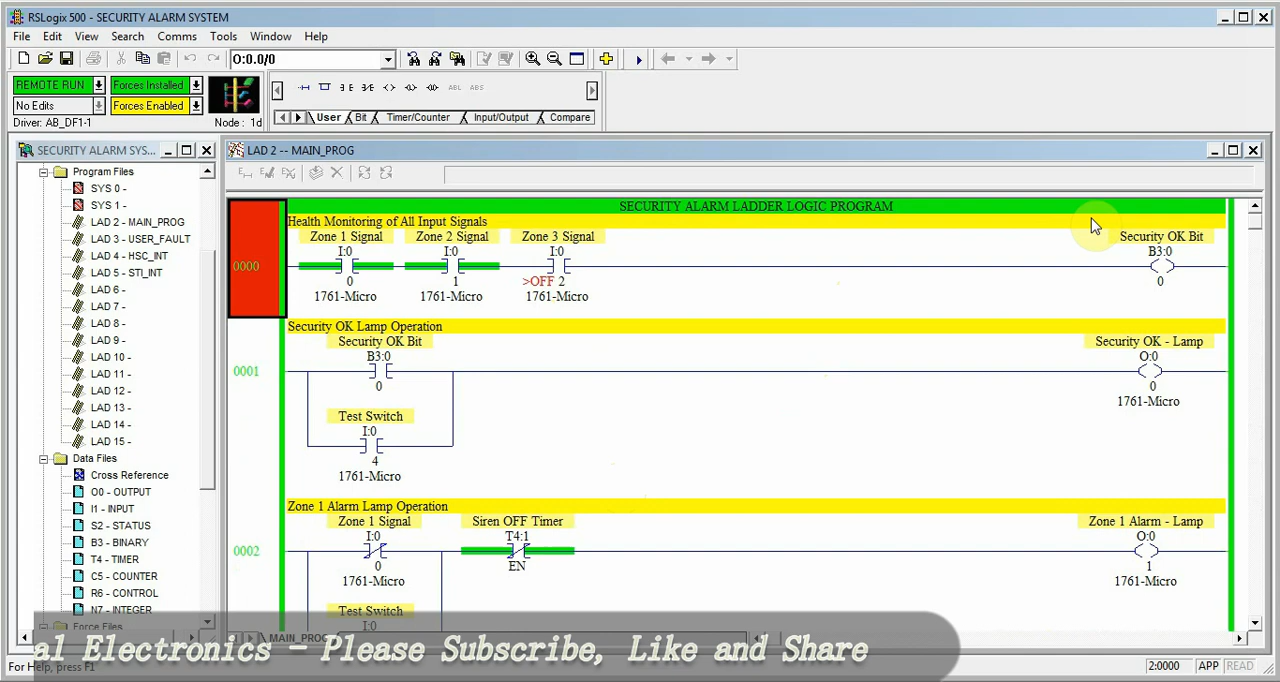 RSLogix 500 - SECURITY ALARM SYSTEM
File Edit View Search Comms Tools Window Help
O:0.0/0
REMOTE RUN Forces Installed
No Edits Forces Enabled
Driver: AB_DF1-1 Node : 1d
ABL ABS
User Bit Timer/Counter Input/Output Compare
SECURITY ALARM SYS...
LAD 2 -- MAIN_PROG
Program Files
SYS 0 -
SYS 1 -
LAD 2 - MAIN_PROG
LAD 3 - USER_FAULT
LAD 4 - HSC_INT
LAD 5 - STI_INT
LAD 6 -
LAD 7 -
LAD 8 -
LAD 9 -
LAD 10 -
LAD 11 -
LAD 12 -
LAD 13 -
LAD 14 -
LAD 15 -
Data Files
Cross Reference
O0 - OUTPUT
I1 - INPUT
S2 - STATUS
B3 - BINARY
T4 - TIMER
C5 - COUNTER
R6 - CONTROL
N7 - INTEGER
Force Files
SECURITY ALARM LADDER LOGIC PROGRAM
Health Monitoring of All Input Signals
Zone 1 Signal Zone 2 Signal Zone 3 Signal Security OK Bit
I:0 I:0 I:0 B3:0
0000
0 1 >OFF 2 0
1761-Micro 1761-Micro 1761-Micro
Security OK Lamp Operation
Security OK Bit Security OK - Lamp
B3:0 O:0
0001
0 0
1761-Micro
Test Switch
I:0
4
1761-Micro
Zone 1 Alarm Lamp Operation
Zone 1 Signal Siren OFF Timer Zone 1 Alarm - Lamp
I:0 T4:1 O:0
0002
0 EN 1
1761-Micro 1761-Micro
Test Switch
I:0
MAIN_PROG
al Electronics - Please Subscribe, Like and Share
For Help, press F1
2:0000 APP READ